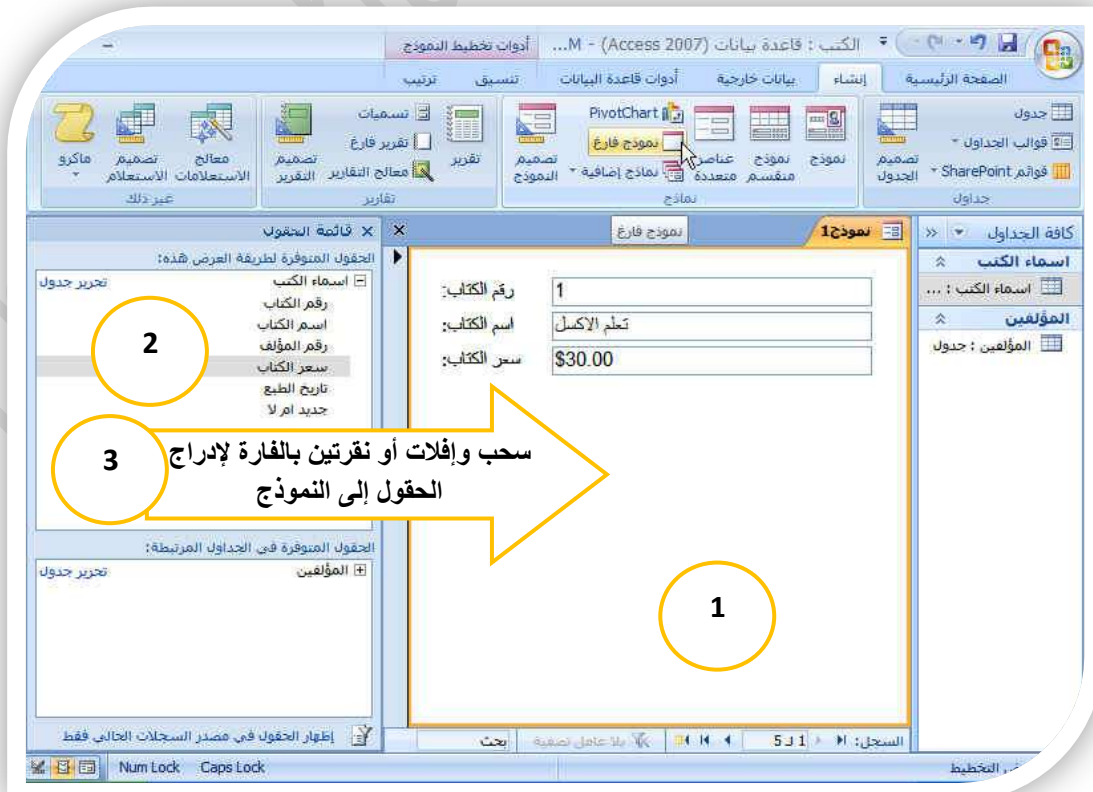 الكتب : قاعدة بيانات (Access 2007) - M...
أدوات تخطيط النموذج
الصفحة الرئيسية
إنشاء
بيانات خارجية
أدوات قاعدة البيانات
تنسيق
ترتيب
جدول
قوالب الجداول
قوائم SharePoint
تصميم الجدول
جداول
نموذج
نموذج منقسم
عناصر متعددة
PivotChart
نموذج فارغ
نماذج إضافية
تصميم النموذج
نماذج
تقرير
تسميات
تقرير فارغ
معالج التقارير
تصميم التقرير
تقارير
معالج الاستعلامات
تصميم الاستعلام
ماكرو
غير ذلك
كافة الجداول
اسماء الكتب
اسماء الكتب : ...
المؤلفين
المؤلفين : جدول
نموذج1
نموذج فارغ
رقم الكتاب: 1
اسم الكتاب: تعلم الاكسل
سعر الكتاب: $30.00
1
قائمة الحقول
الحقول المتوفرة لطريقة العرض هذه:
اسماء الكتب تحرير جدول
رقم الكتاب
اسم الكتاب
رقم المؤلف
سعر الكتاب
تاريخ الطبع
جديد ام لا
2
3
سحب وإفلات أو نقرتين بالفارة لإدراج
الحقول إلى النموذج
الحقول المتوفرة في الجداول المرتبطة:
المؤلفين تحرير جدول
إظهار الحقول في مصدر السجلات الحالي فقط
السجل: 1 لـ 5
بلا عامل تصفية
بحث
التخطيط
Num Lock Caps Lock